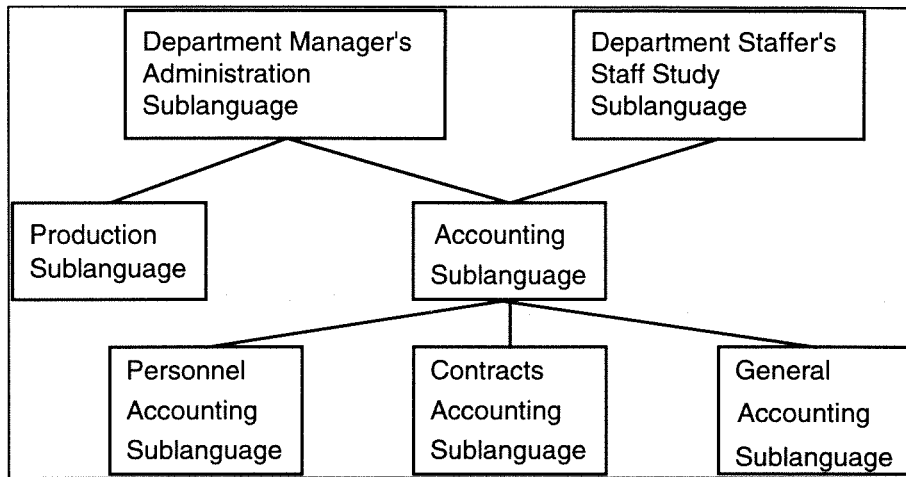 Department Manager's
Administration
Sublanguage
Department Staffer's
Staff Study
Sublanguage
Production
Sublanguage
Accounting
Sublanguage
Personnel
Accounting
Sublanguage
Contracts
Accounting
Sublanguage
General
Accounting
Sublanguage